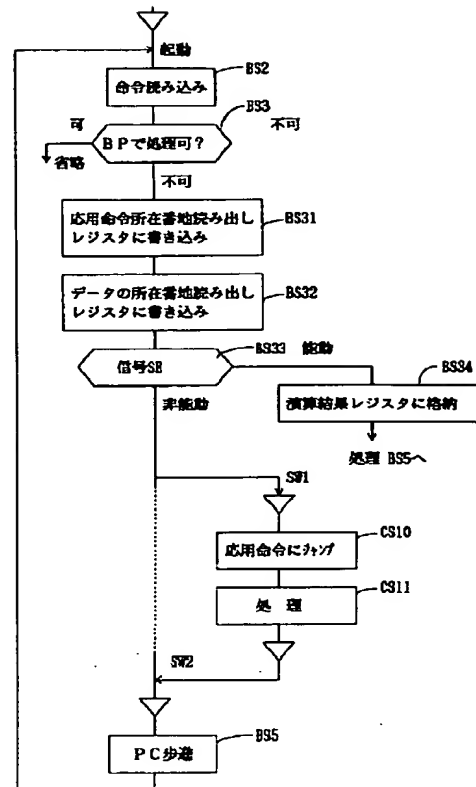 起動
BS2
命令読み込み
BS3
可
不可
BPで処理可?
省略
不可
応用命令所在番地読み出し
レジスタに書き込み
BS31
データの所在番地読み出し
レジスタに書き込み
BS32
BS33 能動
信号SE
BS34
非能動
演算結果レジスタに格納
処理 BS5へ
SW1
CS10
応用命令にジャンプ
CS11
処 理
SW2
BS5
PC歩進